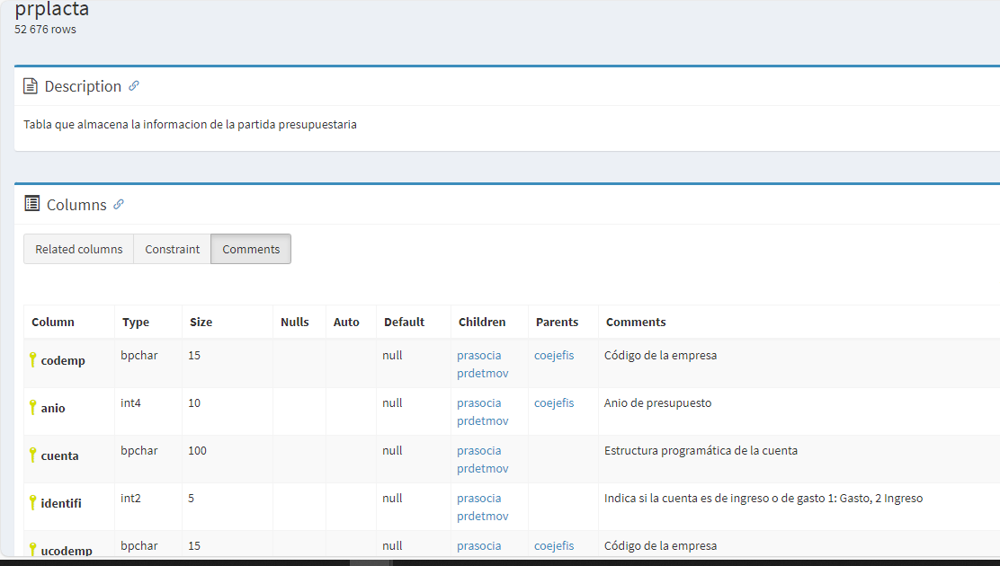 prplacta
52 676 rows
Description
Tabla que almacena la informacion de la partida presupuestaria
Columns
Related columns Constraint Comments
Column Type Size Nulls Auto Default Children Parents Comments
codemp bpchar 15 null prasocia coejefis Código de la empresa
prdetmov
anio int4 10 null prasocia coejefis Anio de presupuesto
prdetmov
cuenta bpchar 100 null prasocia Estructura programática de la cuenta
prdetmov
identifi int2 5 null prasocia Indica si la cuenta es de ingreso o de gasto 1: Gasto, 2 Ingreso
prdetmov
ucodemp bpchar 15 null prasocia coejefis Código de la empresa